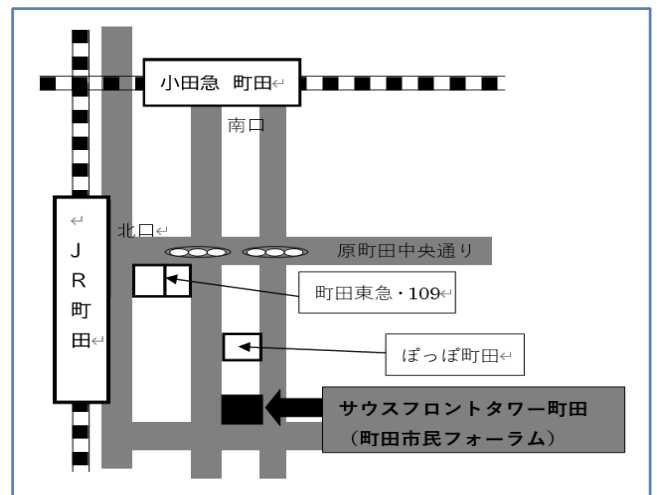 小田急 町田
南口
北口
JR町田
原町田中央通り
町田東急・109
ぽっぽ町田
サウスフロントタワー町田
（町田市民フォーラム）